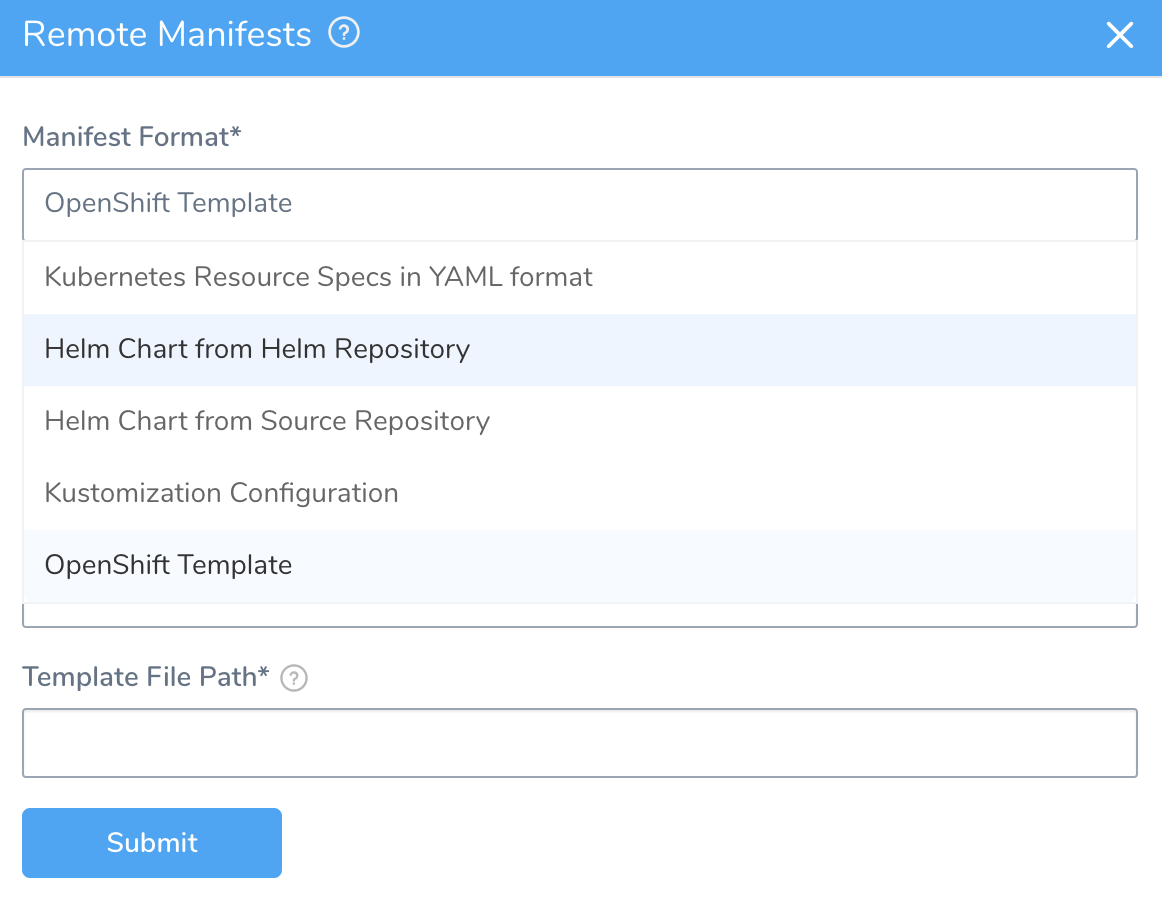 Remote Manifests ?
Manifest Format*
OpenShift Template
Kubernetes Resource Specs in YAML format
Helm Chart from Helm Repository
Helm Chart from Source Repository
Kustomization Configuration
OpenShift Template
Template File Path* ?
Submit